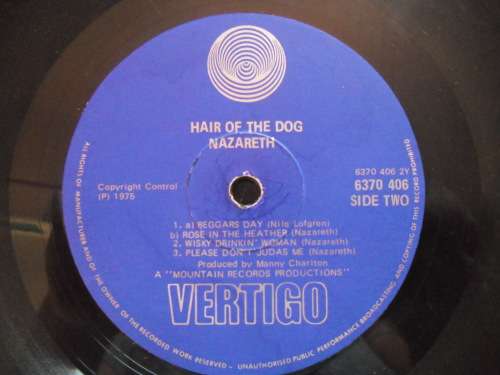 HAIR OF THE DOG
NAZARETH
6370 406 2Y
6370 406
SIDE TWO
Copyright Control
(P) 1975
1. a) BEGGARS DAY (Nils Lofgren)
b) ROSE IN THE HEATHER (Nazareth)
2. WISKY DRINKIN' WOMAN (Nazareth)
3. PLEASE DON'T JUDAS ME (Nazareth)
Produced by Manny Charlton
A "MOUNTAIN RECORDS PRODUCTIONS"
VERTIGO
ALL RIGHTS OF THE MANUFACTURER AND OF THE OWNER OF THE RECORDED WORK RESERVED - UNAUTHORISED PUBLIC PERFORMANCE BROADCASTING AND COPYING OF THIS RECORD PROHIBITED